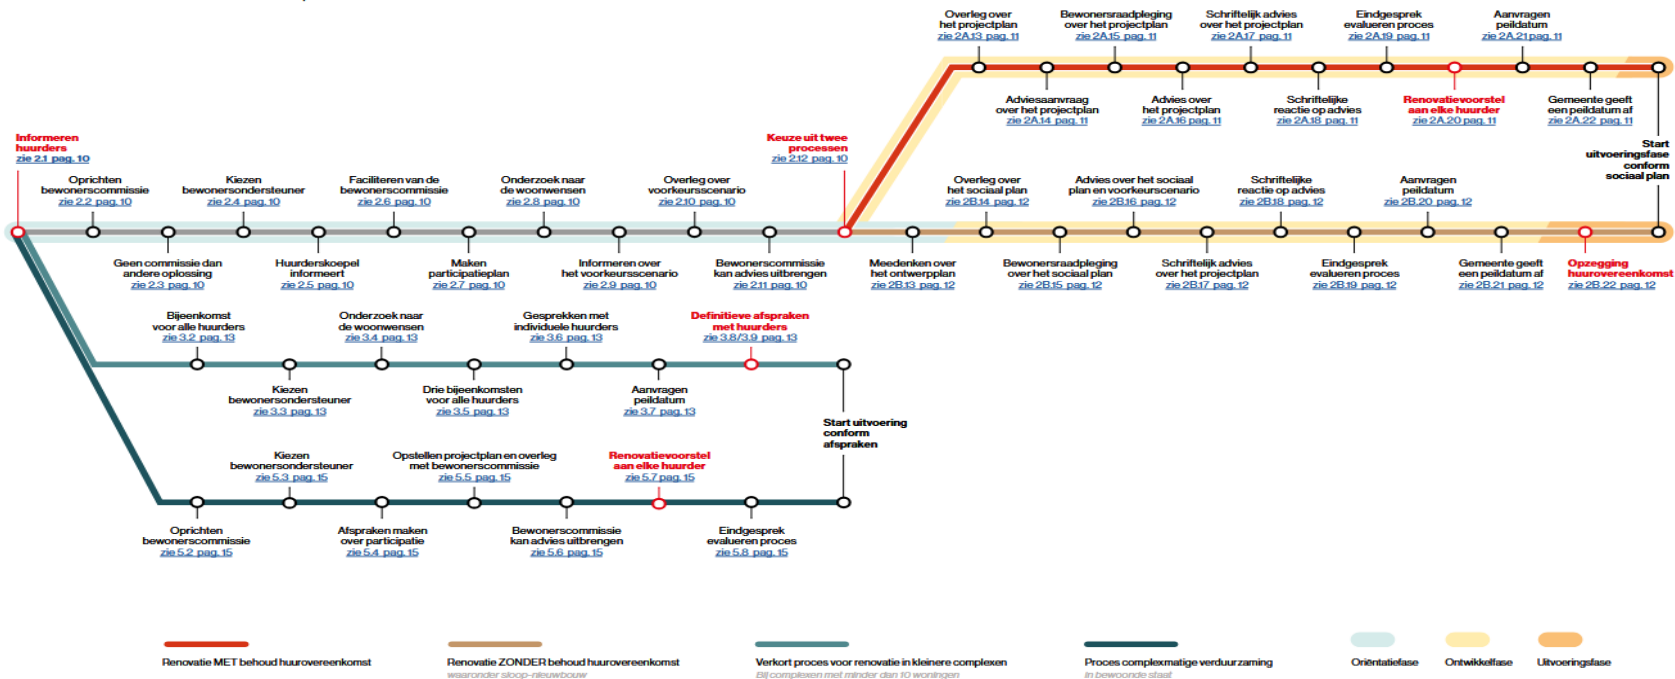 Overleg over
het projectplan
zie 2A.13 pag. 11
Bewonersraadpleging
over het projectplan
zie 2A.15 pag. 11
Schriftelijk advies
over het projectplan
zie 2A.17 pag. 11
Eindgesprek
evalueren proces
zie 2A.19 pag. 11
Aanvragen
peildatum
zie 2A.21 pag. 11
Adviesaanvraag
over het projectplan
zie 2A.14 pag. 11
Advies over
het projectplan
zie 2A.16 pag. 11
Schriftelijke
reactie op advies
zie 2A.18 pag. 11
Renovatievoorstel
aan elke huurder
zie 2A.20 pag. 11
Gemeente geeft
een peildatum af
zie 2A.22 pag. 11
Informeren
huurders
zie 2.1 pag. 10
Keuze uit twee
processen
zie 2.12 pag. 10
Start
uitvoeringsfase
conform
sociaal plan
Oprichten
bewonerscommissie
zie 2.2 pag. 10
Kiezen
bewonersondersteuner
zie 2.4 pag. 10
Faciliteren van de
bewonerscommissie
zie 2.6 pag. 10
Onderzoek naar
de woonwensen
zie 2.8 pag. 10
Overleg over
voorkeursscenario
zie 2.10 pag. 10
Overleg over
het sociaal plan
zie 2B.14 pag. 12
Advies over het sociaal
plan en voorkeurscenario
zie 2B.16 pag. 12
Schriftelijke
reactie op advies
zie 2B.18 pag. 12
Aanvragen
peildatum
zie 2B.20 pag. 12
Geen commissie dan
andere oplossing
zie 2.3 pag. 10
Huurderskoepel
informeert
zie 2.5 pag. 10
Maken
participatieplan
zie 2.7 pag. 10
Informeren over
het voorkeursscenario
zie 2.9 pag. 10
Bewonerscommissie
kan advies uitbrengen
zie 2.11 pag. 10
Meedenken over
het ontwerpplan
zie 2B.13 pag. 12
Bewonersraadpleging
over het sociaal plan
zie 2B.15 pag. 12
Schriftelijk advies
over het projectplan
zie 2B.17 pag. 12
Eindgesprek
evalueren proces
zie 2B.19 pag. 12
Gemeente geeft
een peildatum af
zie 2B.21 pag. 12
Opzegging
huurovereenkomst
zie 2B.22 pag. 12
Bijeenkomst
voor alle huurders
zie 3.2 pag. 13
Onderzoek naar
de woonwensen
zie 3.4 pag. 13
Gesprekken met
individuele huurders
zie 3.6 pag. 13
Definitieve afspraken
met huurders
zie 3.8/3.9 pag. 13
Kiezen
bewonersondersteuner
zie 3.3 pag. 13
Drie bijeenkomsten
voor alle huurders
zie 3.5 pag. 13
Aanvragen
peildatum
zie 3.7 pag. 13
Start uitvoering
conform
afspraken
Kiezen
bewonersondersteuner
zie 5.3 pag. 15
Opstellen projectplan en overleg
met bewonerscommissie
zie 5.5 pag. 15
Renovatievoorstel
aan elke huurder
zie 5.7 pag. 15
Oprichten
bewonerscommissie
zie 5.2 pag. 15
Afspraken maken
over participatie
zie 5.4 pag. 15
Bewonerscommissie
kan advies uitbrengen
zie 5.6 pag. 15
Eindgesprek
evalueren proces
zie 5.8 pag. 15
Renovatie MET behoud huurovereenkomst
Renovatie ZONDER behoud huurovereenkomst
waaronder sloop-nieuwbouw
Verkort proces voor renovatie in kleinere complexen
Bij complexen met minder dan 10 woningen
Proces complexmatige verduurzaming
In bewoonde staat
Oriëntatiefase
Ontwikkelfase
Uitvoeringsfase